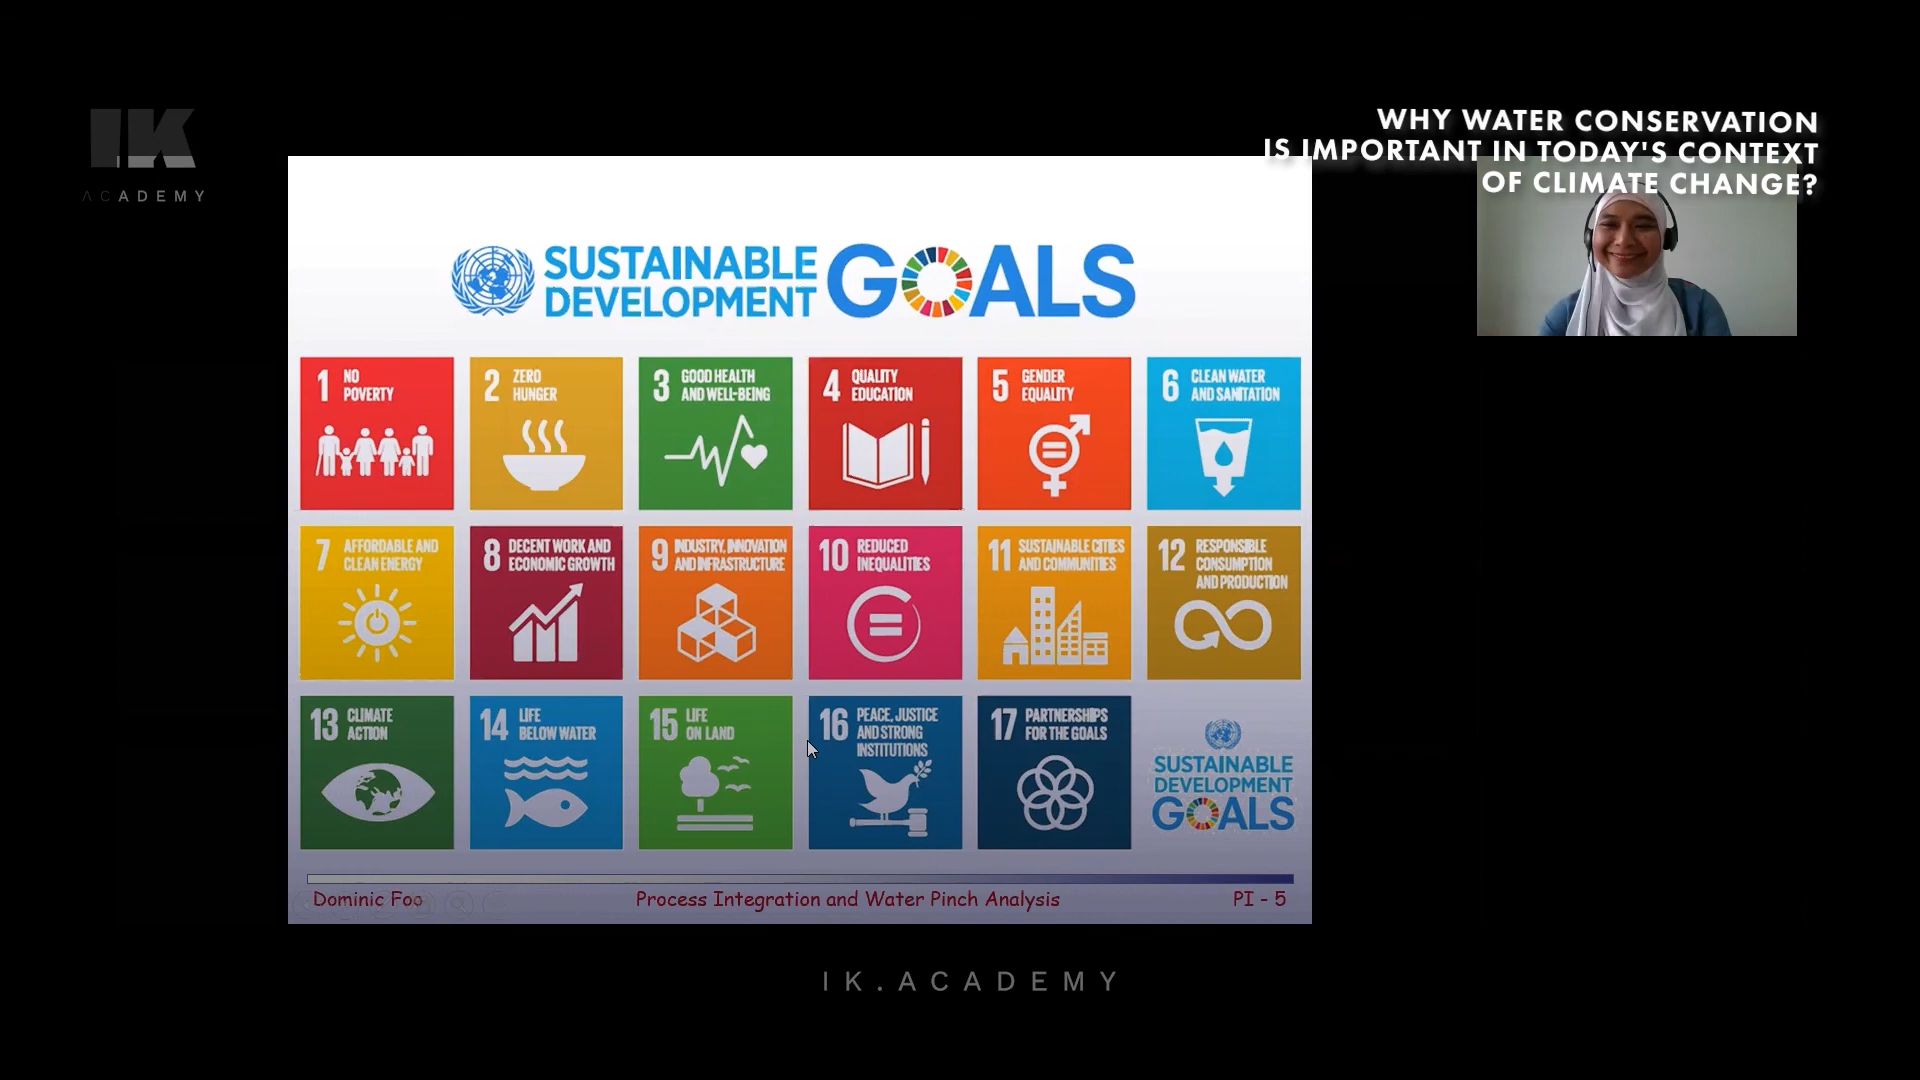 IK
ACADEMY
WHY WATER CONSERVATION
IS IMPORTANT IN TODAY'S CONTEXT
OF CLIMATE CHANGE?
SUSTAINABLE
DEVELOPMENT
GOALS
1 NO
POVERTY
2 ZERO
HUNGER
3 GOOD HEALTH
AND WELL-BEING
4 QUALITY
EDUCATION
5 GENDER
EQUALITY
6 CLEAN WATER
AND SANITATION
7 AFFORDABLE AND
CLEAN ENERGY
8 DECENT WORK AND
ECONOMIC GROWTH
9 INDUSTRY, INNOVATION
AND INFRASTRUCTURE
10 REDUCED
INEQUALITIES
11 SUSTAINABLE CITIES
AND COMMUNITIES
12 RESPONSIBLE
CONSUMPTION
AND PRODUCTION
13 CLIMATE
ACTION
14 LIFE
BELOW WATER
15 LIFE
ON LAND
16 PEACE, JUSTICE
AND STRONG
INSTITUTIONS
17 PARTNERSHIPS
FOR THE GOALS
SUSTAINABLE
DEVELOPMENT
GOALS
Dominic Foo
Process Integration and Water Pinch Analysis
PI - 5
IK.ACADEMY